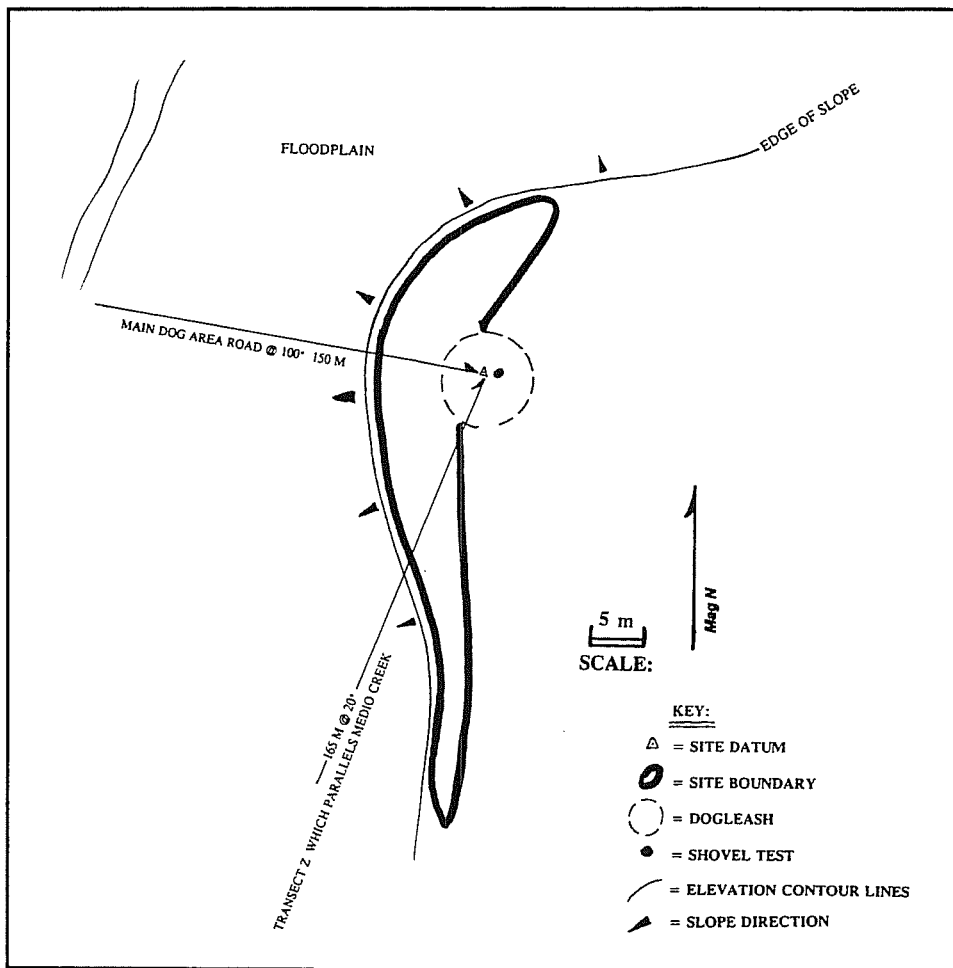 EDGE OF SLOPE
FLOODPLAIN
MAIN DOG AREA ROAD @ 100° 150 M
165 M @ 20°
TRANSECT Z WHICH PARALLELS MEDIO CREEK
Mag N
5 m
SCALE:
KEY:
= SITE DATUM
= SITE BOUNDARY
= DOGLEASH
= SHOVEL TEST
= ELEVATION CONTOUR LINES
= SLOPE DIRECTION